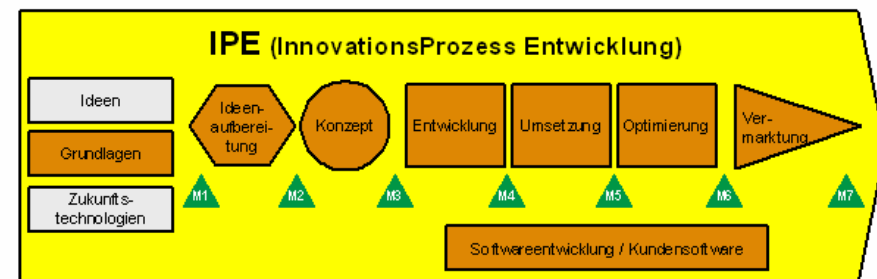 IPE (InnovationsProzess Entwicklung)
Ideen
Grundlagen
Zukunfts-
technologien
Ideen-
aufberei-
tung
Konzept
Entwicklung
Umsetzung
Optimierung
Ver-
marktung
M1
M2
M3
M4
M5
M6
M7
Softwareentwicklung / Kundensoftware